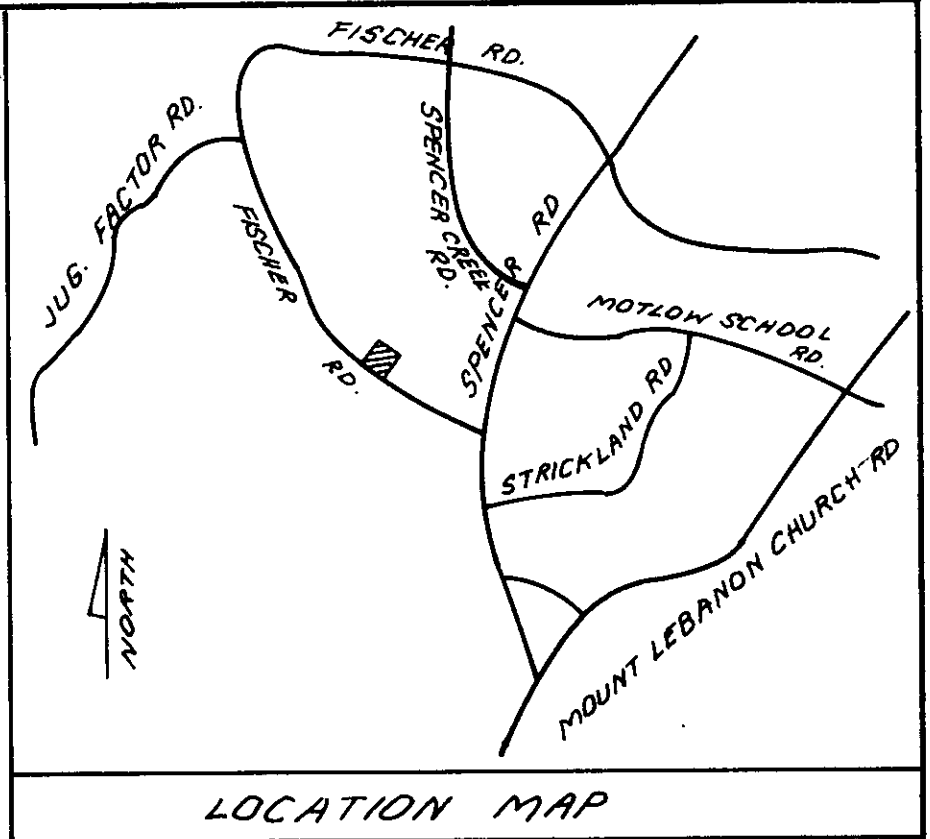 FISCHER RD.
JUG. FACTOR RD.
SPENCER CREEK
RD.
FISCHER
RD.
SPENCER RD
MOTLOW SCHOOL
RD.
STRICKLAND RD
MOUNT LEBANON CHURCH RD
NORTH
LOCATION MAP